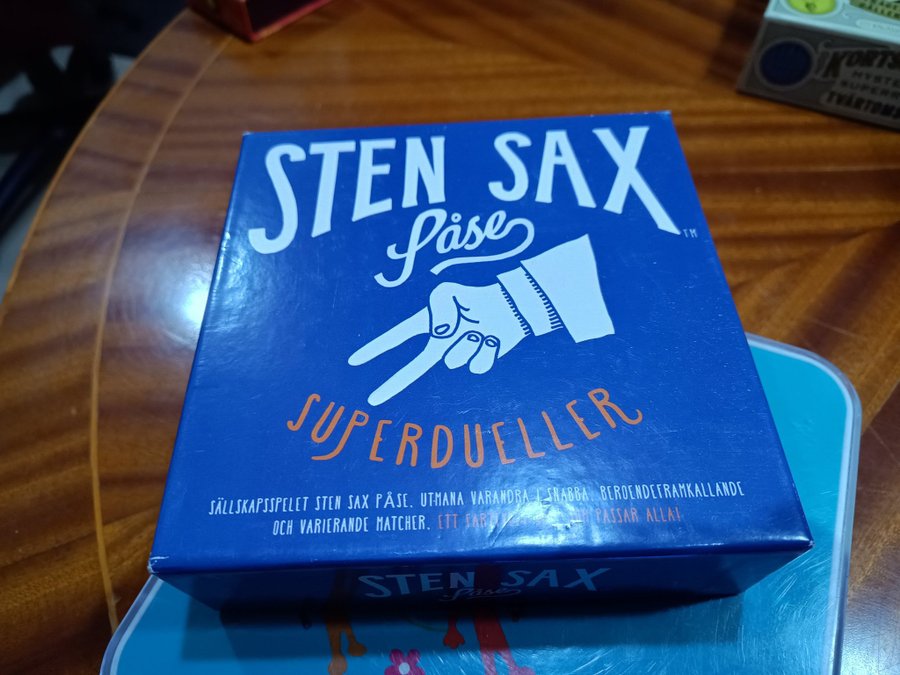 STEN SAX
Påse
TM
SUPERDUELLER
SÄLLSKAPSSPELET STEN SAX PÅSE. UTMANA VARANDRA I SNABBA, BEROENDEFRAMKALLANDE
OCH VARIERANDE MATCHER. ETT PASSAR ALLA!
STEN SAX
Påse